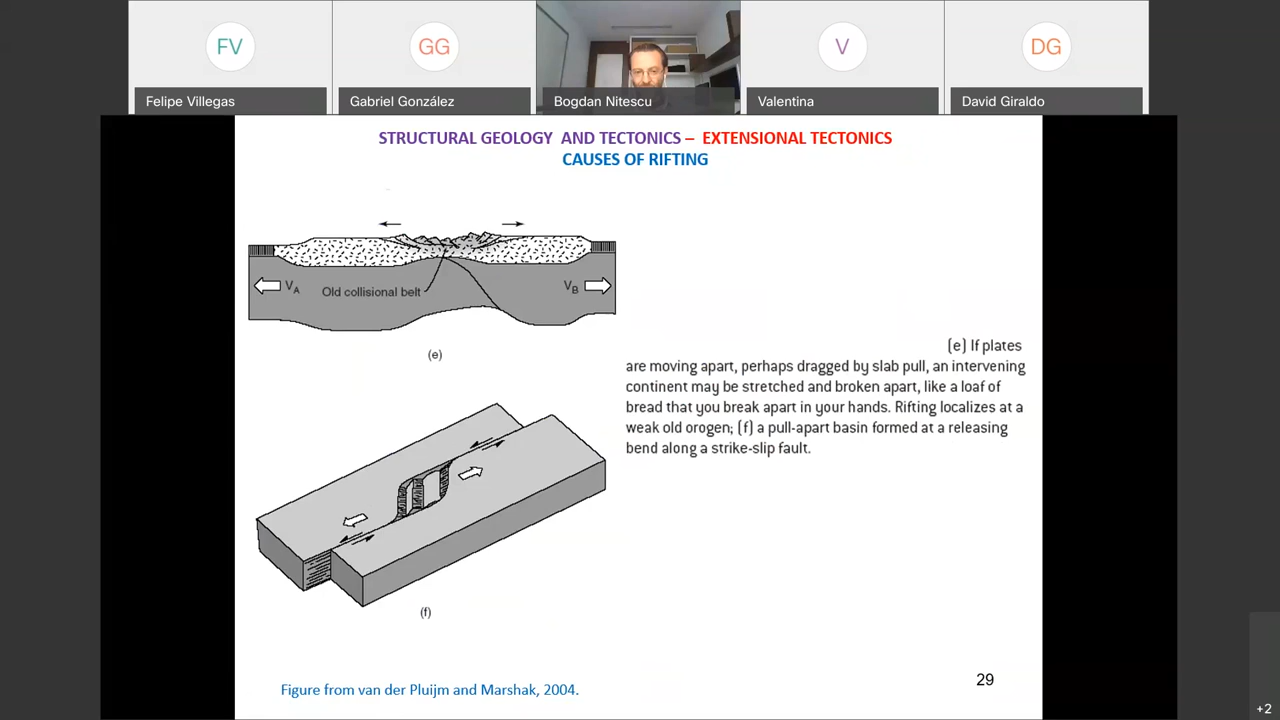 FV
GG
V
DG
Felipe Villegas
Gabriel González
Bogdan Nitescu
Valentina
David Giraldo
STRUCTURAL GEOLOGY AND TECTONICS – EXTENSIONAL TECTONICS
CAUSES OF RIFTING
VA
Old collisional belt
VB
(e)
(e) If plates
are moving apart, perhaps dragged by slab pull, an intervening
continent may be stretched and broken apart, like a loaf of
bread that you break apart in your hands. Rifting localizes at a
weak old orogen; (f) a pull-apart basin formed at a releasing
bend along a strike-slip fault.
(f)
Figure from van der Pluijm and Marshak, 2004.
29
+2